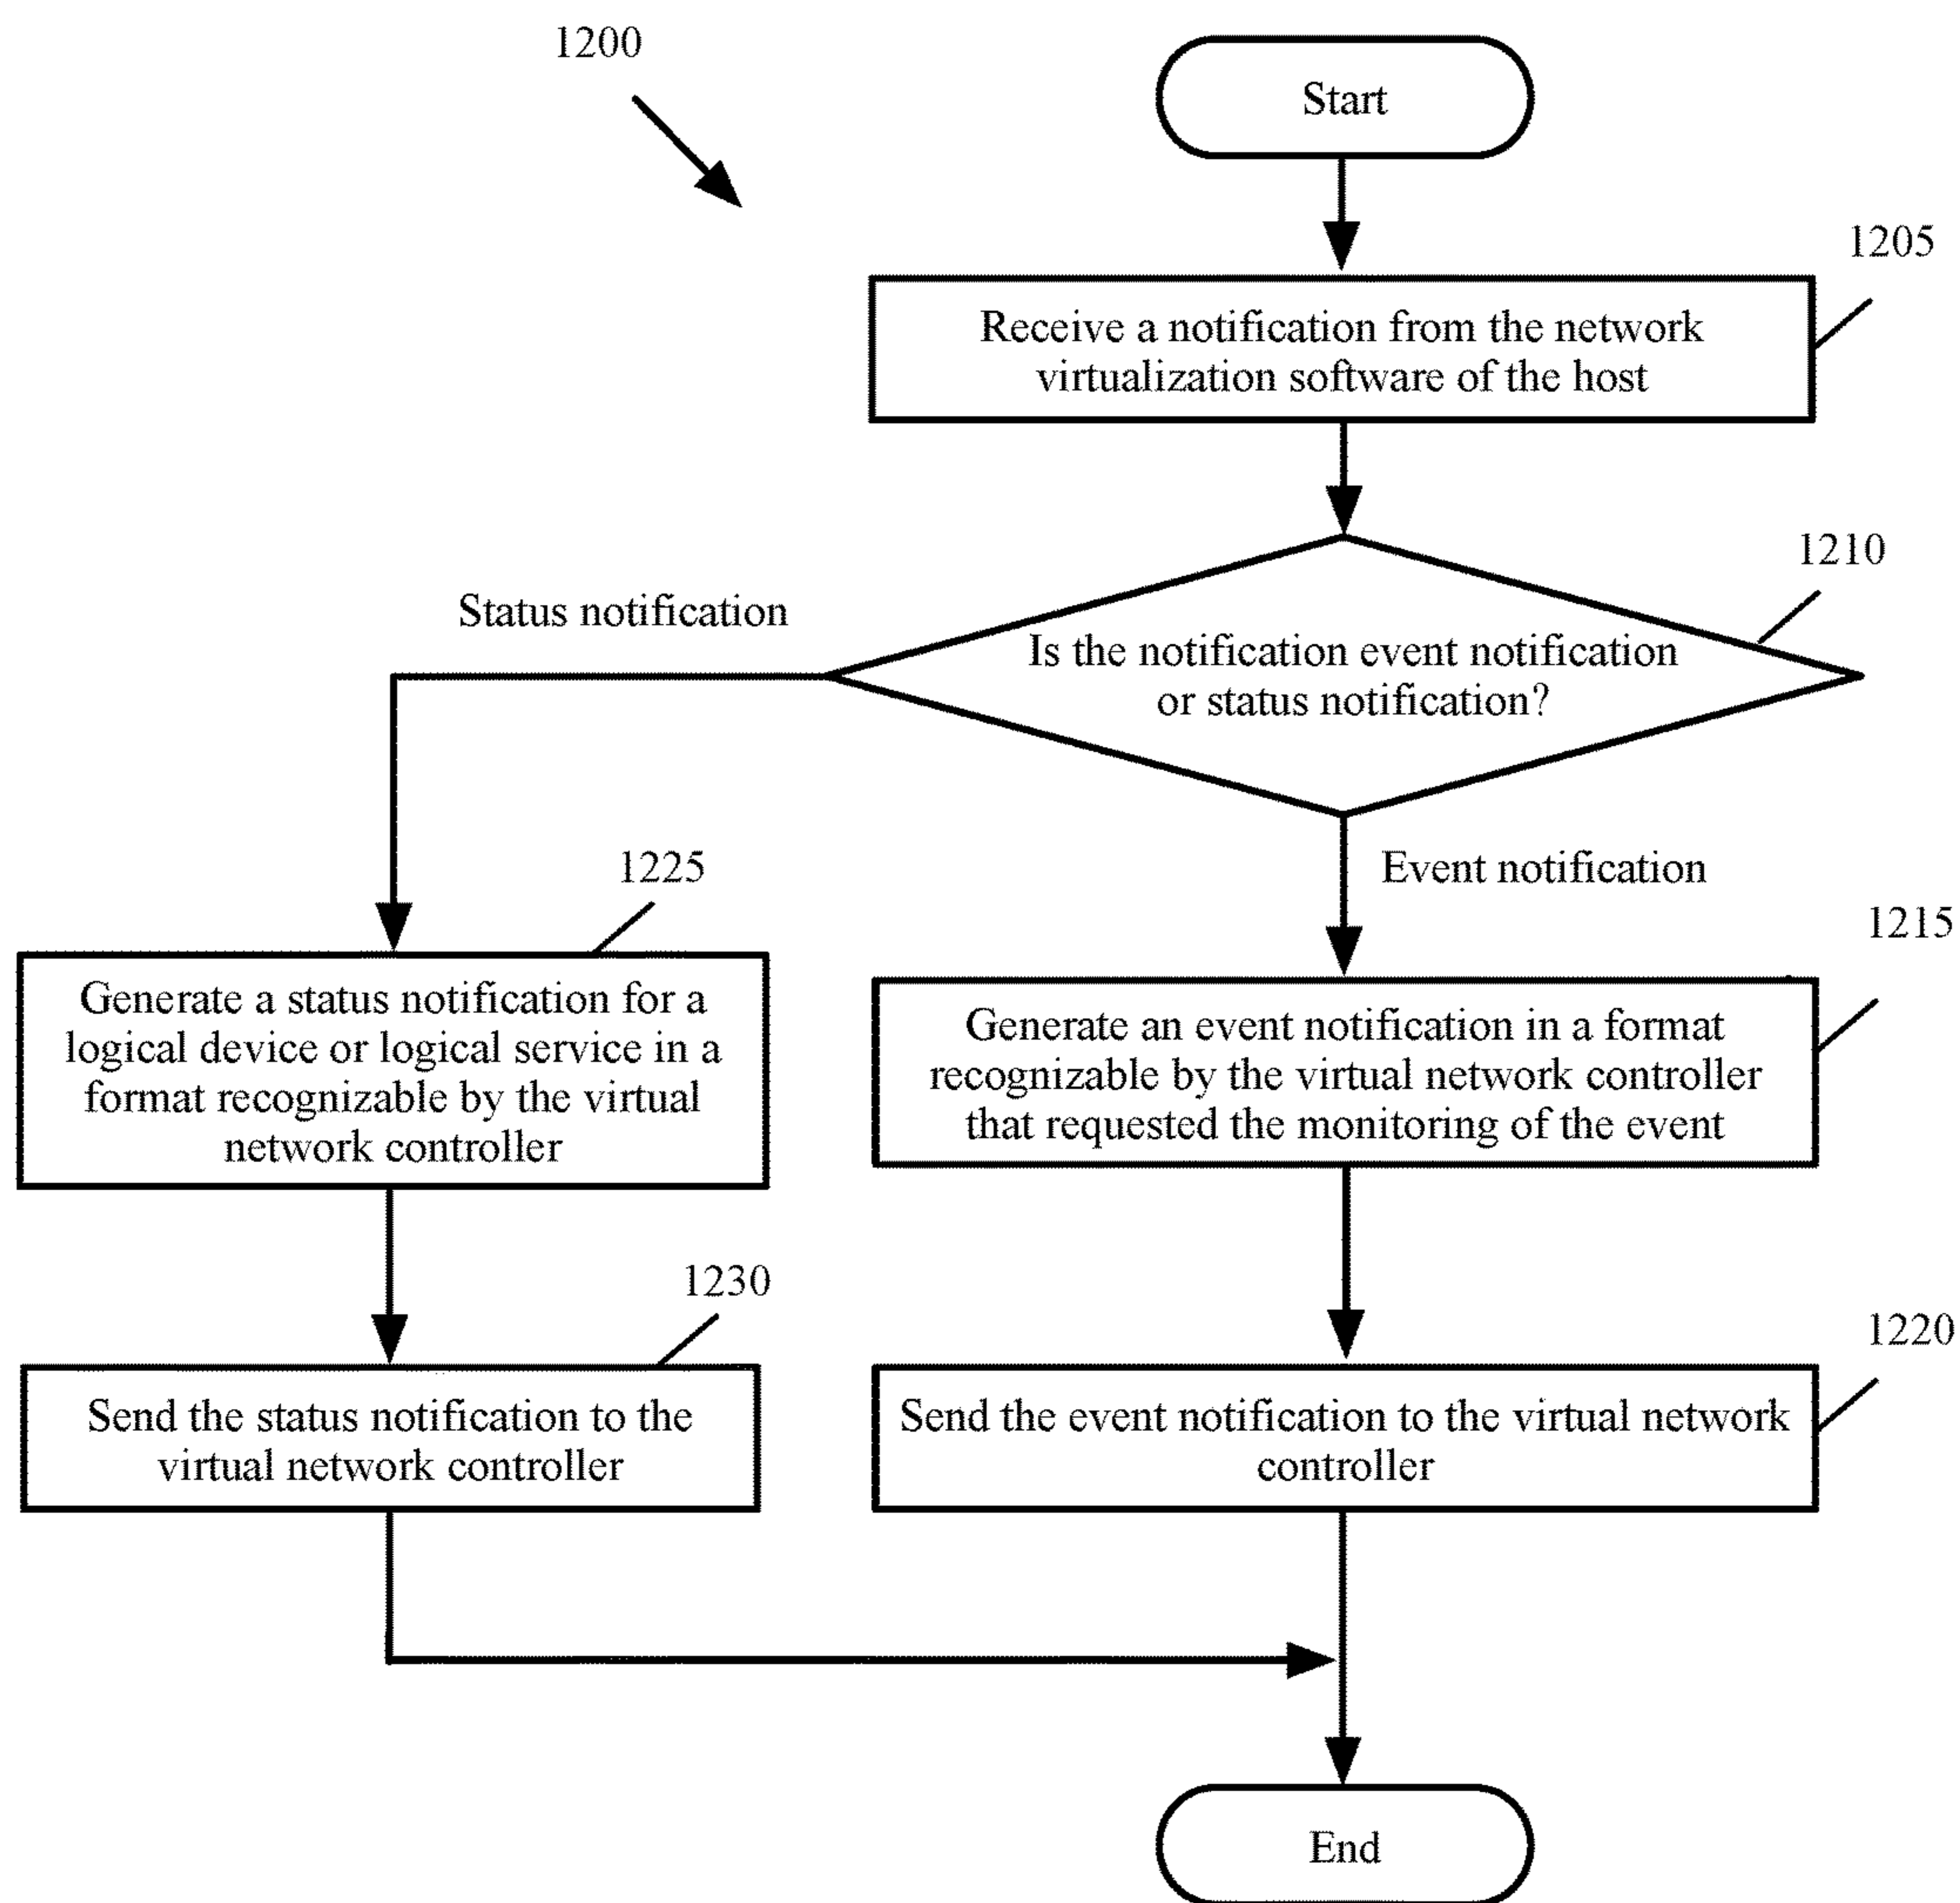 1200
Start
1205
Receive a notification from the network
virtualization software of the host
1210
Status notification
Is the notification event notification
or status notification?
1225
Event notification
1215
Generate a status notification for a
logical device or logical service in a
format recognizable by the virtual
network controller
Generate an event notification in a format
recognizable by the virtual network controller
that requested the monitoring of the event
1230
1220
Send the status notification to the
virtual network controller
Send the event notification to the virtual network
controller
End